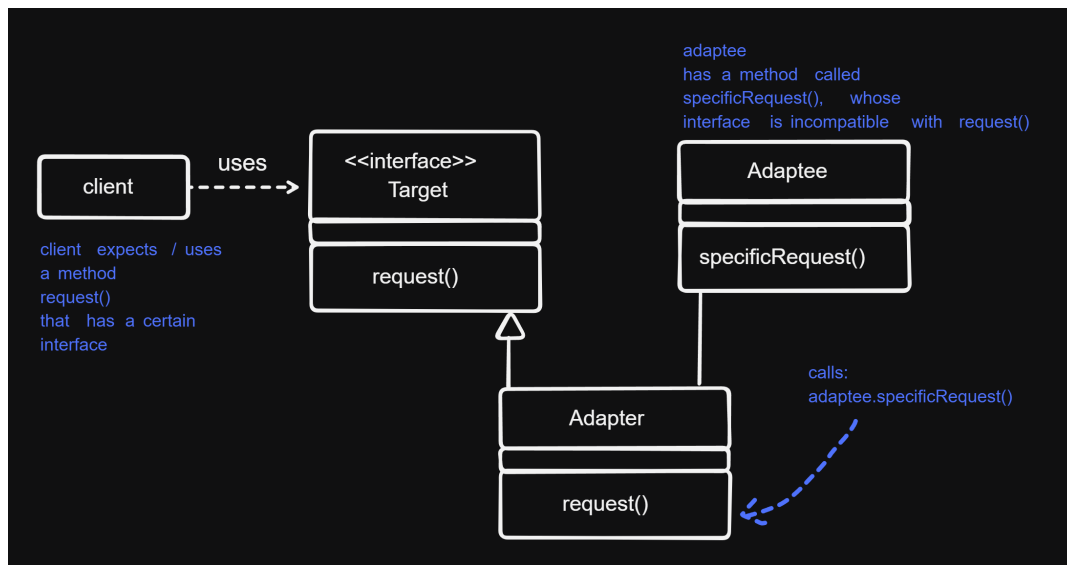 adaptee
has a method called
specificRequest(), whose
interface is incompatible with request()
<<interface>>
Target
request()
uses
client
client expects / uses
a method
request()
that has a certain
interface
Adaptee
specificRequest()
calls:
adaptee.specificRequest()
Adapter
request()